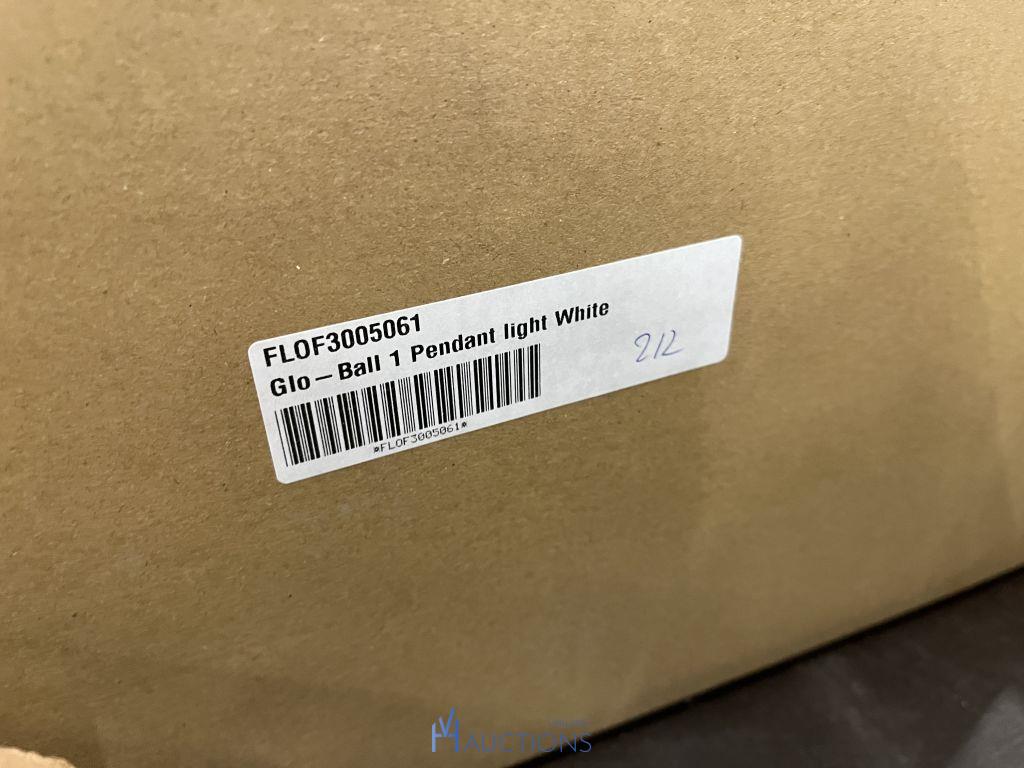 FLOF3005061
Glo – Ball 1 Pendant light White
212
*FLOF3005061*
AUCTIONS